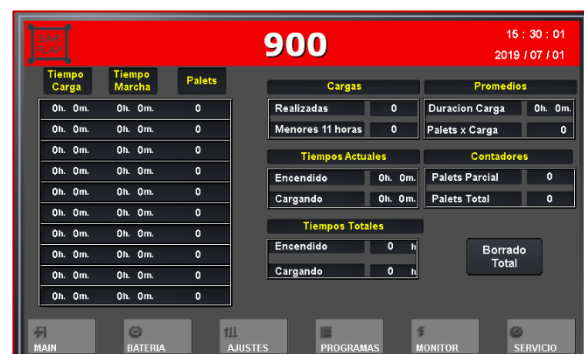 BAR
PLAT
900
15 : 30 : 01
2019 / 07 / 01
Tiempo Carga
Tiempo Marcha
Palets
0h. 0m. 0h. 0m. 0
0h. 0m. 0h. 0m. 0
0h. 0m. 0h. 0m. 0
0h. 0m. 0h. 0m. 0
0h. 0m. 0h. 0m. 0
0h. 0m. 0h. 0m. 0
0h. 0m. 0h. 0m. 0
0h. 0m. 0h. 0m. 0
0h. 0m. 0h. 0m. 0
0h. 0m. 0h. 0m. 0
Cargas
Realizadas 0
Menores 11 horas 0
Promedios
Duracion Carga 0h. 0m.
Palets x Carga 0
Tiempos Actuales
Encendido 0h. 0m.
Cargando 0h. 0m.
Contadores
Palets Parcial 0
Palets Total 0
Tiempos Totales
Encendido 0 h
Cargando 0 h
Borrado
Total
MAIN
BATERIA
AJUSTES
PROGRAMAS
MONITOR
SERVICIO